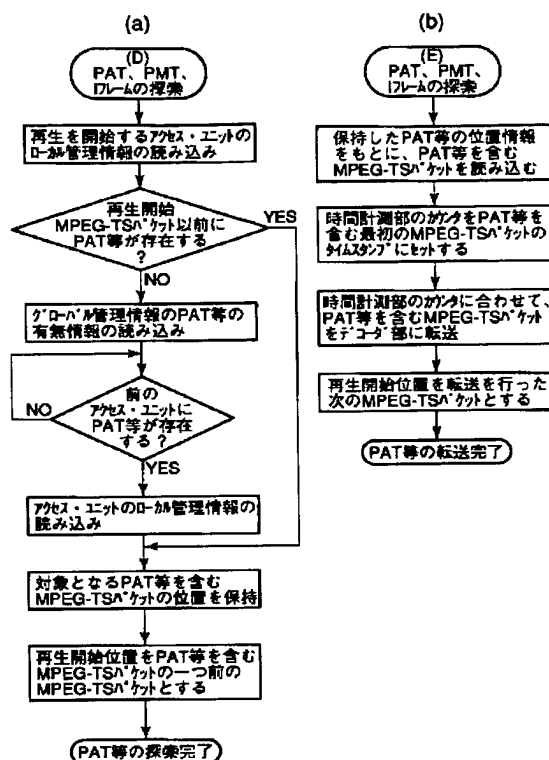 (a)
(D)
PAT、PMT、
Iフレームの探索
再生を開始するアクセス・ユニットの
ローカル管理情報の読み込み
再生開始
MPEG-TSパケット以前に
PAT等が存在する
?
YES
NO
グローバル管理情報のPAT等の
有無情報の読み込み
前の
アクセス・ユニットに
PAT等が存在
する?
NO
YES
アクセス・ユニットのローカル管理情報の
読み込み
対象となるPAT等を含む
MPEG-TSパケットの位置を保持
再生開始位置をPAT等を含む
MPEG-TSパケットの一つ前の
MPEG-TSパケットとする
PAT等の探索完了
(b)
(E)
PAT、PMT、
Iフレームの探索
保持したPAT等の位置情報
をもとに、PAT等を含む
MPEG-TSパケットを読み込む
時間計測部のカウンタをPAT等を
含む最初のMPEG-TSパケットの
タイムスタンプにセットする
時間計測部のカウンタに合わせて、
PAT等を含むMPEG-TSパケット
をデコーダ部に転送
再生開始位置を転送を行った
次のMPEG-TSパケットとする
PAT等の転送完了